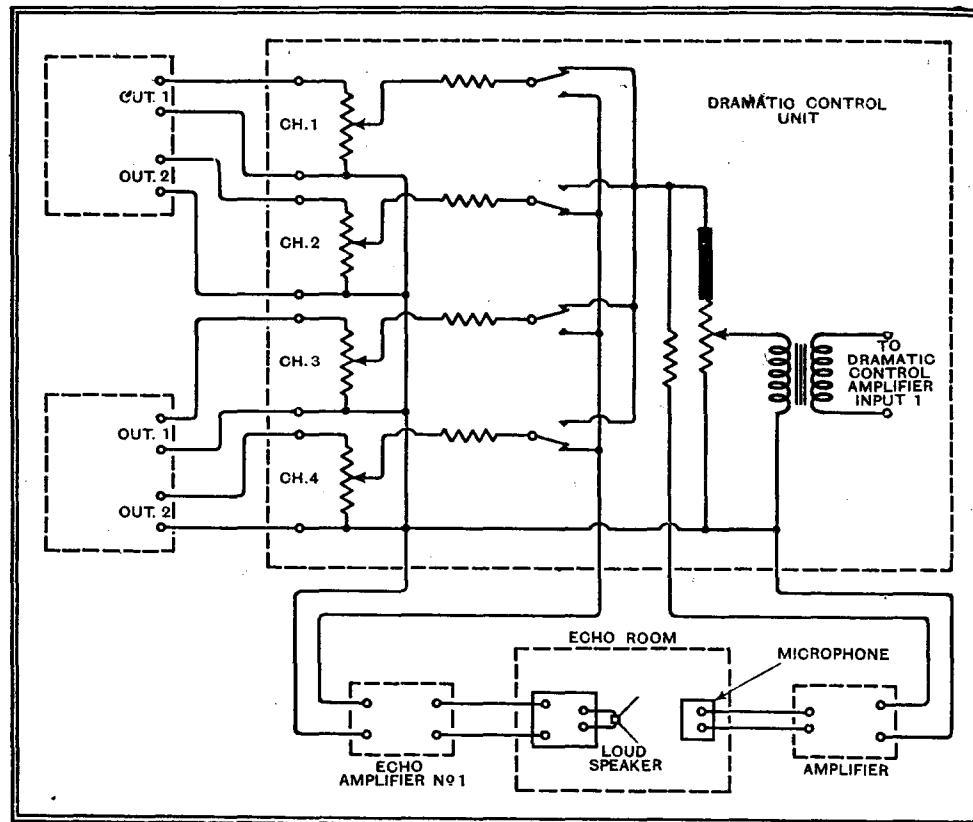 OUT. 1
OUT. 2
CH. 1
CH. 2
DRAMATIC CONTROL
UNIT
CH. 3
CH. 4
OUT. 1
OUT. 2
TO
DRAMATIC
CONTROL
AMPLIFIER
INPUT 1
ECHO ROOM
MICROPHONE
LOUD
SPEAKER
ECHO
AMPLIFIER Nº 1
AMPLIFIER